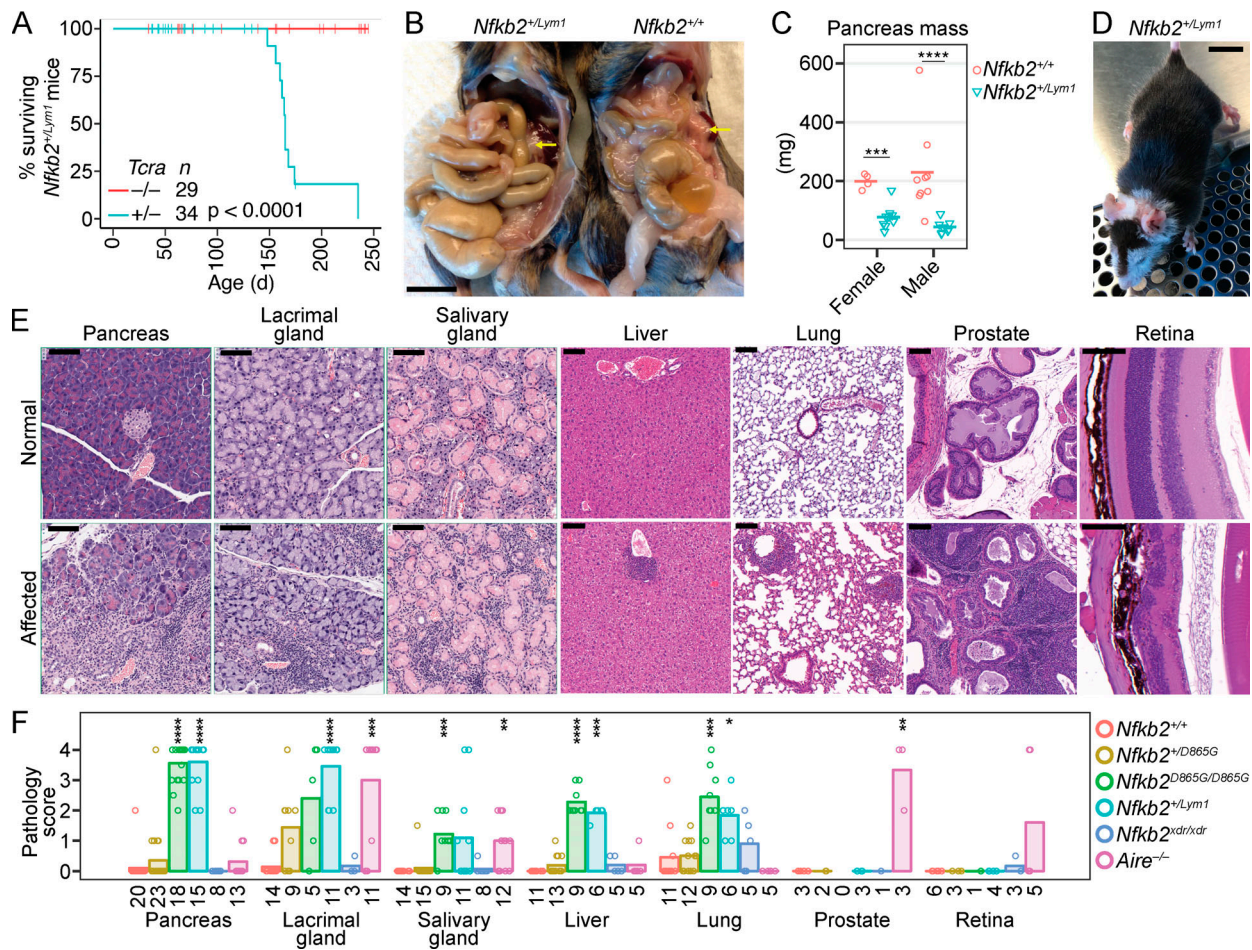 A
% surviving
Nfkb2+/Lym1 mice
100
75
50
25
0
Tcra n
–/– 29
+/– 34
p < 0.0001
0 50 100 150 200 250
Age (d)
B
Nfkb2+/Lym1 Nfkb2+/+
C
Pancreas mass
(mg)
600
400
200
0
****
***
Female
Male
Nfkb2+/+
Nfkb2+/Lym1
D
Nfkb2+/Lym1
E
Pancreas
Lacrimal
gland
Salivary
gland
Liver
Lung
Prostate
Retina
Normal
Affected
F
Pathology
score
4
3
2
1
0
**** **** **** *** *** ** **** *** *** * **
20 23 18 15 8 13
Pancreas
14 9 5 11 3 11
Lacrimal
gland
14 15 9 11 8 12
Salivary
gland
11 13 9 6 5 5
Liver
11 12 9 6 5 5
Lung
3 2 0 3 1 3
Prostate
6 3 1 4 3 5
Retina
Nfkb2+/+
Nfkb2+/D865G
Nfkb2D865G/D865G
Nfkb2+/Lym1
Nfkb2xdr/xdr
Aire–/–